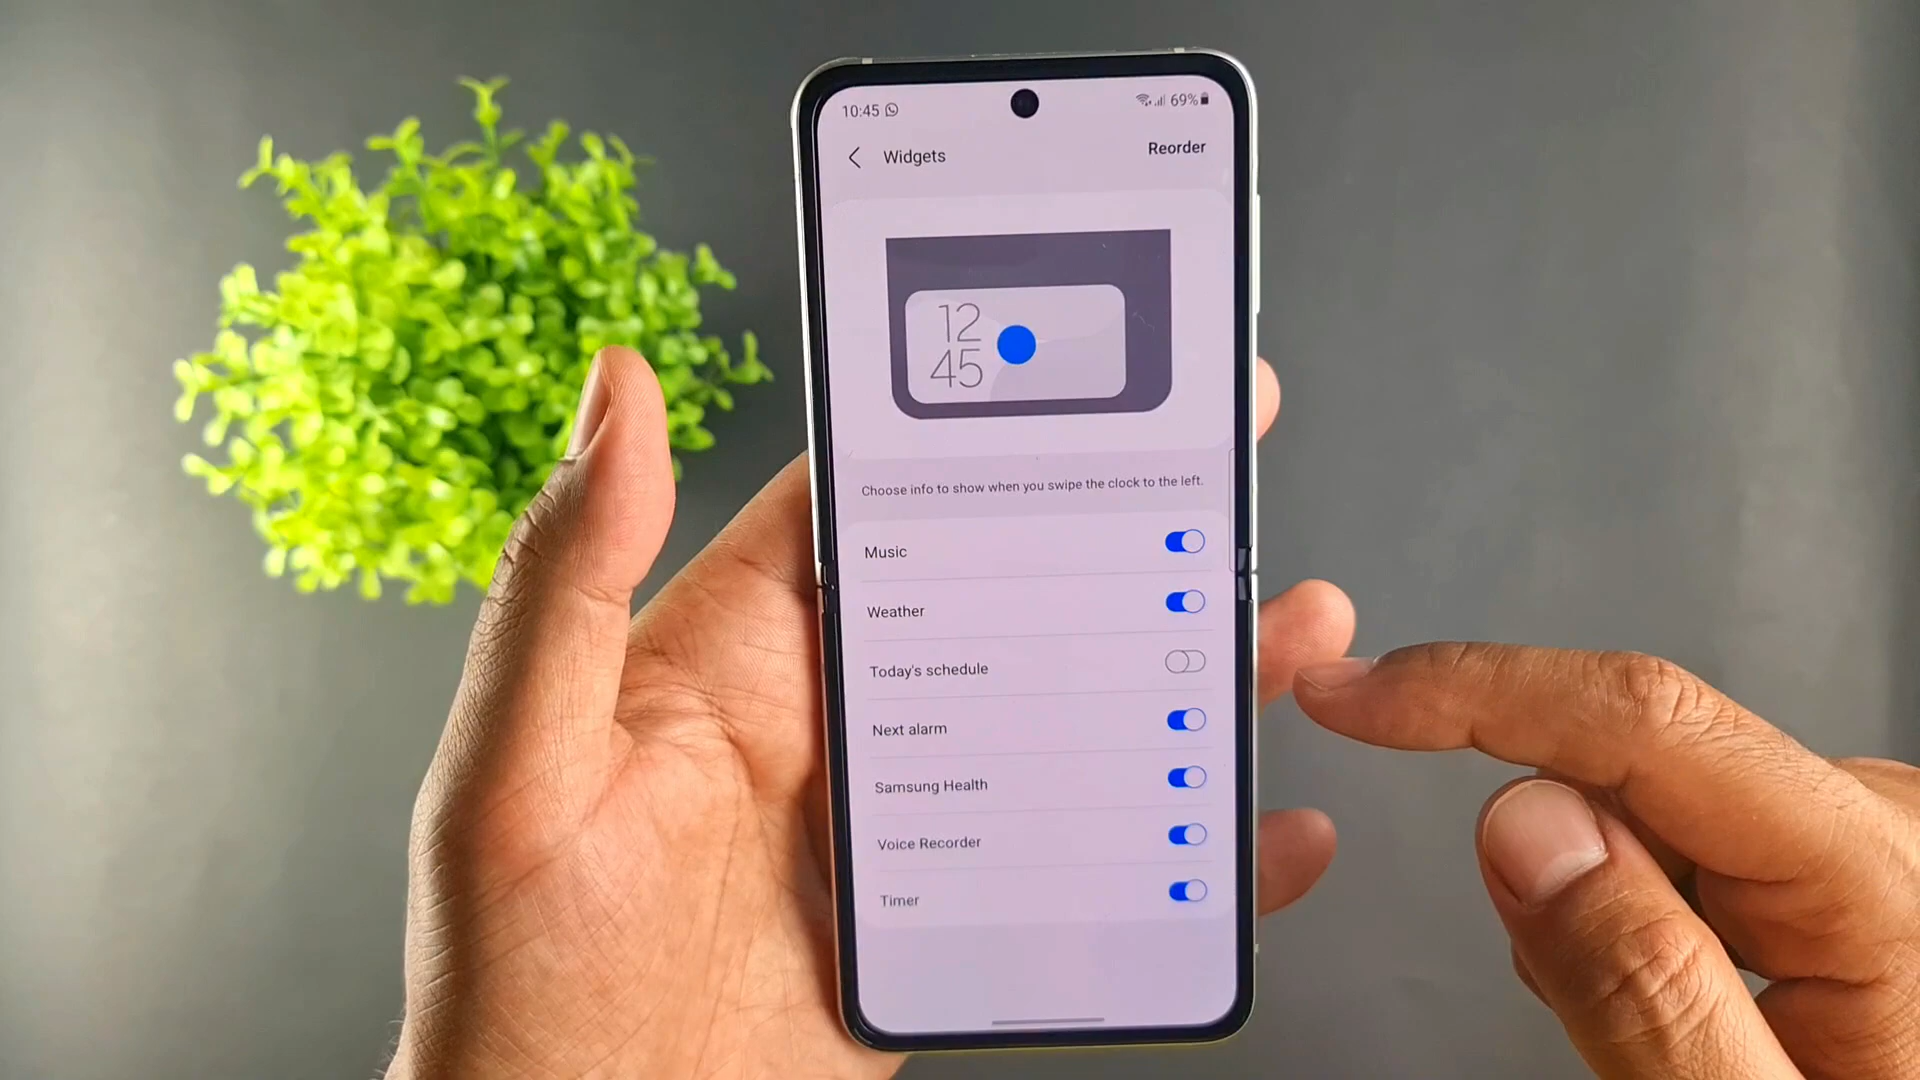 10:45
69%
Widgets
Reorder
12
45
Choose info to show when you swipe the clock to the left.
Music
Weather
Today's schedule
Next alarm
Samsung Health
Voice Recorder
Timer